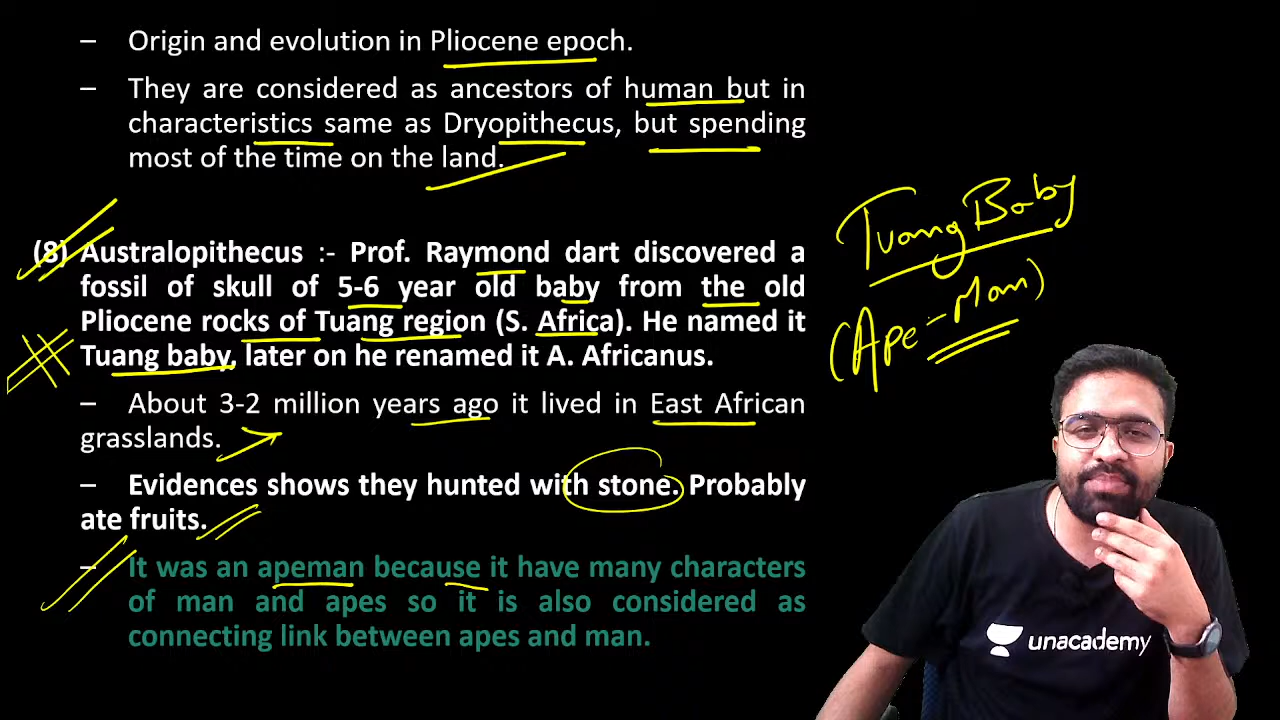 – Origin and evolution in Pliocene epoch.
– They are considered as ancestors of human but in
characteristics same as Dryopithecus, but spending
most of the time on the land.
(8) Australopithecus :- Prof. Raymond dart discovered a
fossil of skull of 5-6 year old baby from the old
Pliocene rocks of Tuang region (S. Africa). He named it
Tuang baby, later on he renamed it A. Africanus.
– About 3-2 million years ago it lived in East African
grasslands.
– Evidences shows they hunted with stone. Probably
ate fruits.
– It was an apeman because it have many characters
of man and apes so it is also considered as
connecting link between apes and man.
Tuang Baby
(Ape-Man)
unacademy